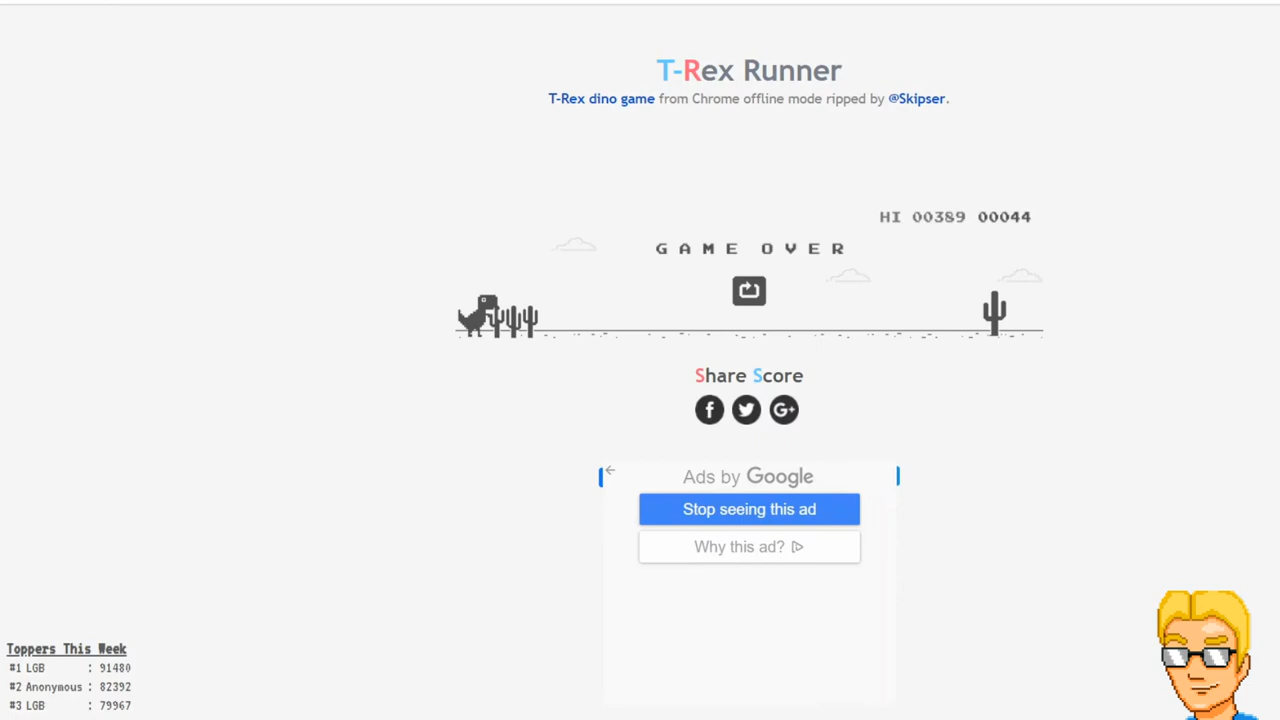 T-Rex Runner
T-Rex dino game from Chrome offline mode ripped by @Skipser.
HI 00389 00044
GAME OVER
Share Score
f G+
Ads by Google
Stop seeing this ad
Why this ad?
Toppers This Week
#1 LGB : 91480
#2 Anonymous : 82392
#3 LGB : 79967